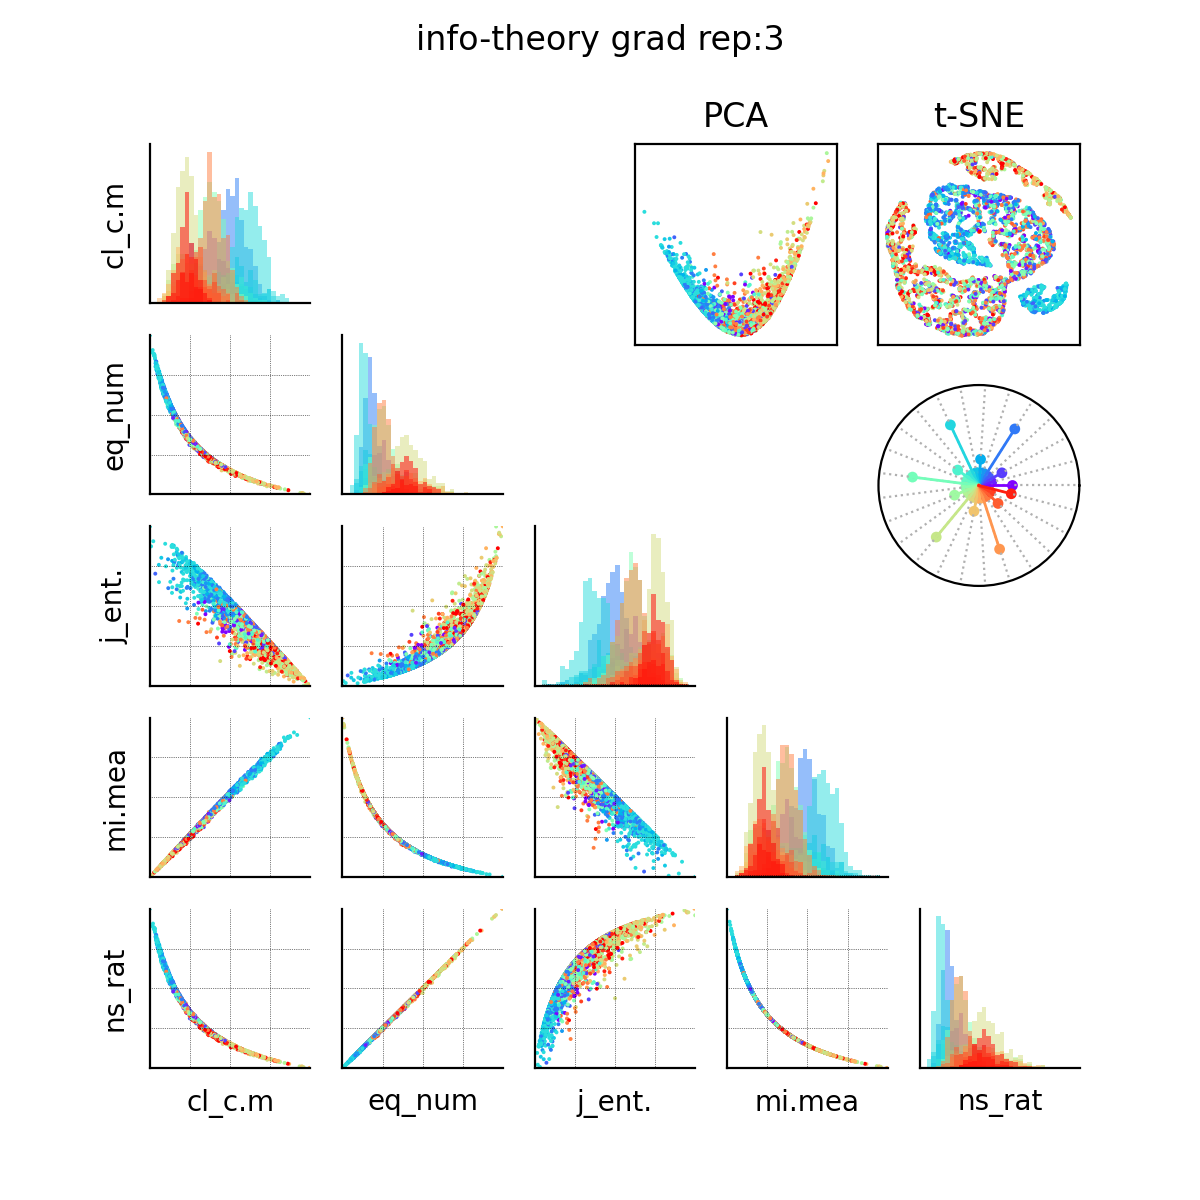 info-theory grad rep:3
PCA
t-SNE
cl_c.m
eq_num
j_ent.
mi.mea
ns_rat
cl_c.m
eq_num
j_ent.
mi.mea
ns_rat